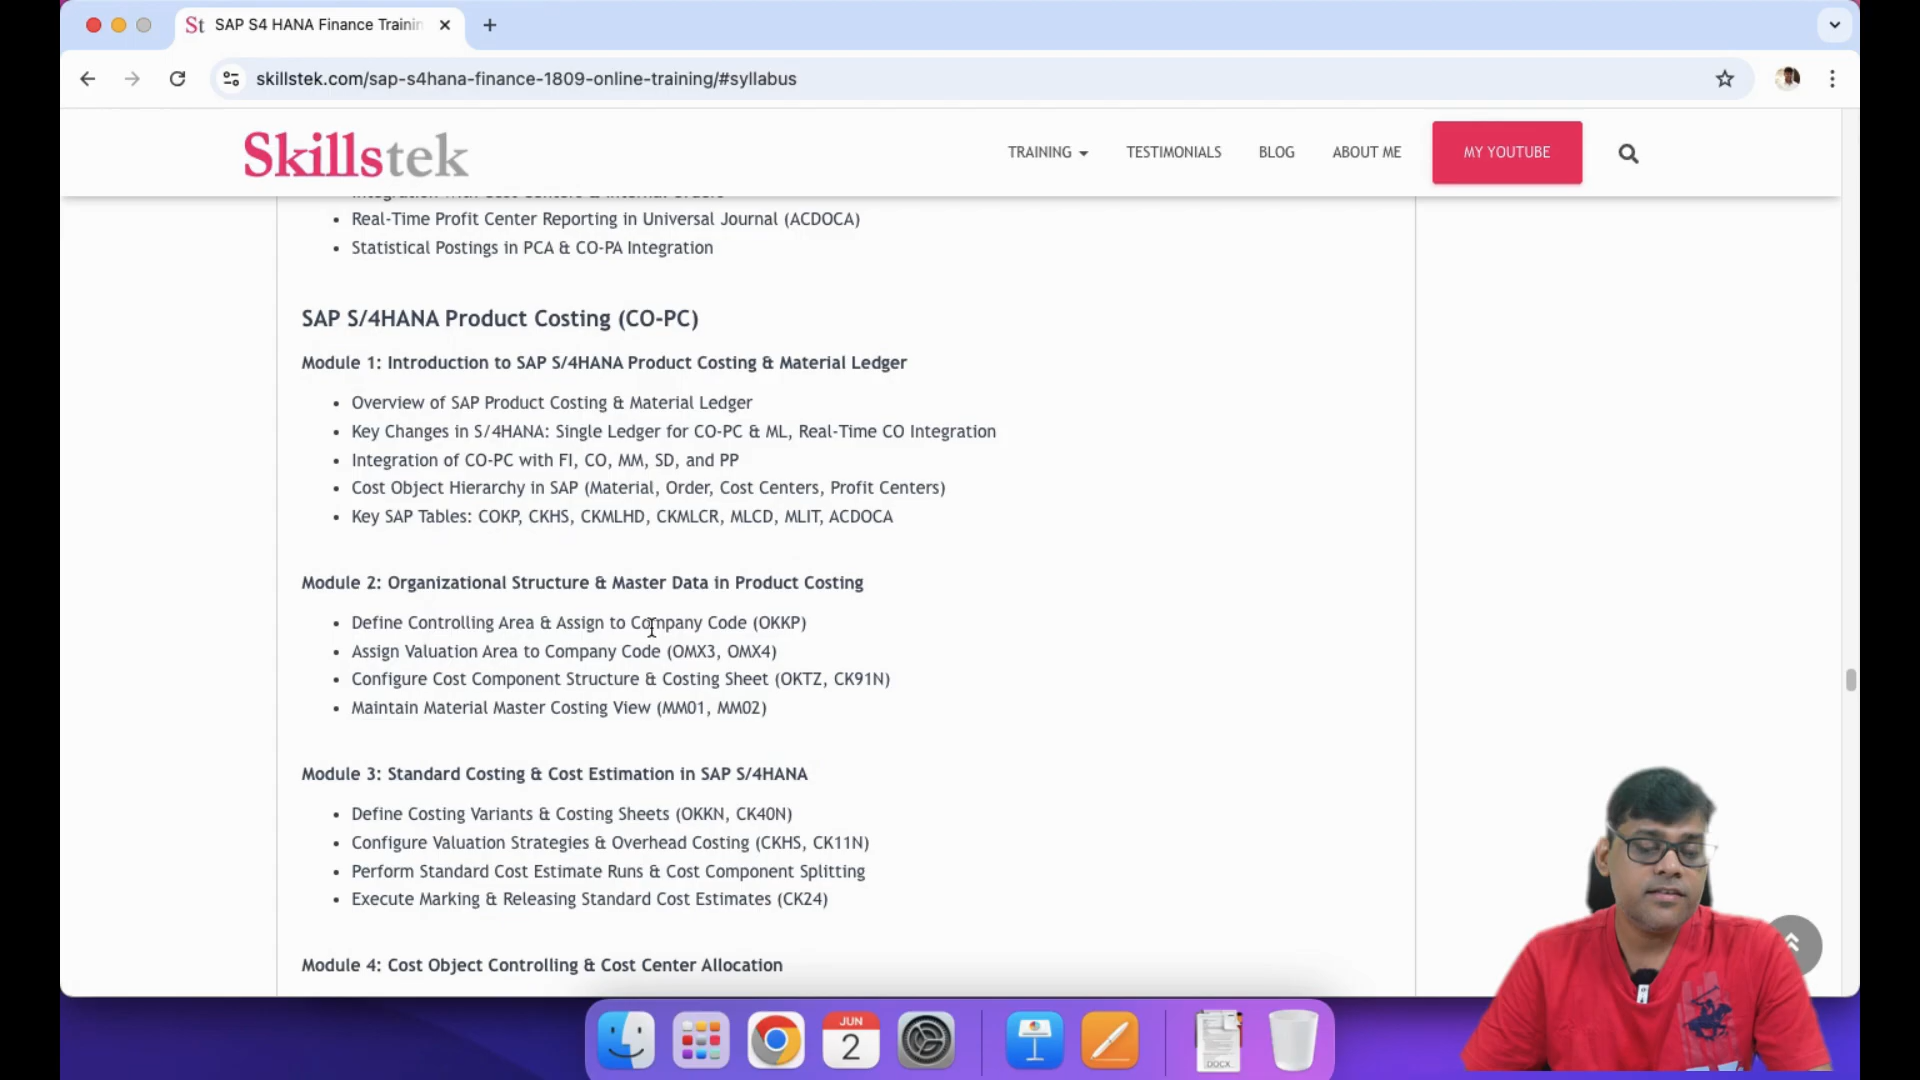 St SAP S4 HANA Finance Trainin
skillstek.com/sap-s4hana-finance-1809-online-training/#syllabus
Skillstek
TRAINING
TESTIMONIALS
BLOG
ABOUT ME
MY YOUTUBE
Integration with Cost Centers & Internal Orders
• Real-Time Profit Center Reporting in Universal Journal (ACDOCA)
• Statistical Postings in PCA & CO-PA Integration
SAP S/4HANA Product Costing (CO-PC)
Module 1: Introduction to SAP S/4HANA Product Costing & Material Ledger
• Overview of SAP Product Costing & Material Ledger
• Key Changes in S/4HANA: Single Ledger for CO-PC & ML, Real-Time CO Integration
• Integration of CO-PC with FI, CO, MM, SD, and PP
• Cost Object Hierarchy in SAP (Material, Order, Cost Centers, Profit Centers)
• Key SAP Tables: COKP, CKHS, CKMLHD, CKMLCR, MLCD, MLIT, ACDOCA
Module 2: Organizational Structure & Master Data in Product Costing
• Define Controlling Area & Assign to Company Code (OKKP)
• Assign Valuation Area to Company Code (OMX3, OMX4)
• Configure Cost Component Structure & Costing Sheet (OKTZ, CK91N)
• Maintain Material Master Costing View (MM01, MM02)
Module 3: Standard Costing & Cost Estimation in SAP S/4HANA
• Define Costing Variants & Costing Sheets (OKKN, CK40N)
• Configure Valuation Strategies & Overhead Costing (CKHS, CK11N)
• Perform Standard Cost Estimate Runs & Cost Component Splitting
• Execute Marking & Releasing Standard Cost Estimates (CK24)
Module 4: Cost Object Controlling & Cost Center Allocation
JUN
2
DOCX